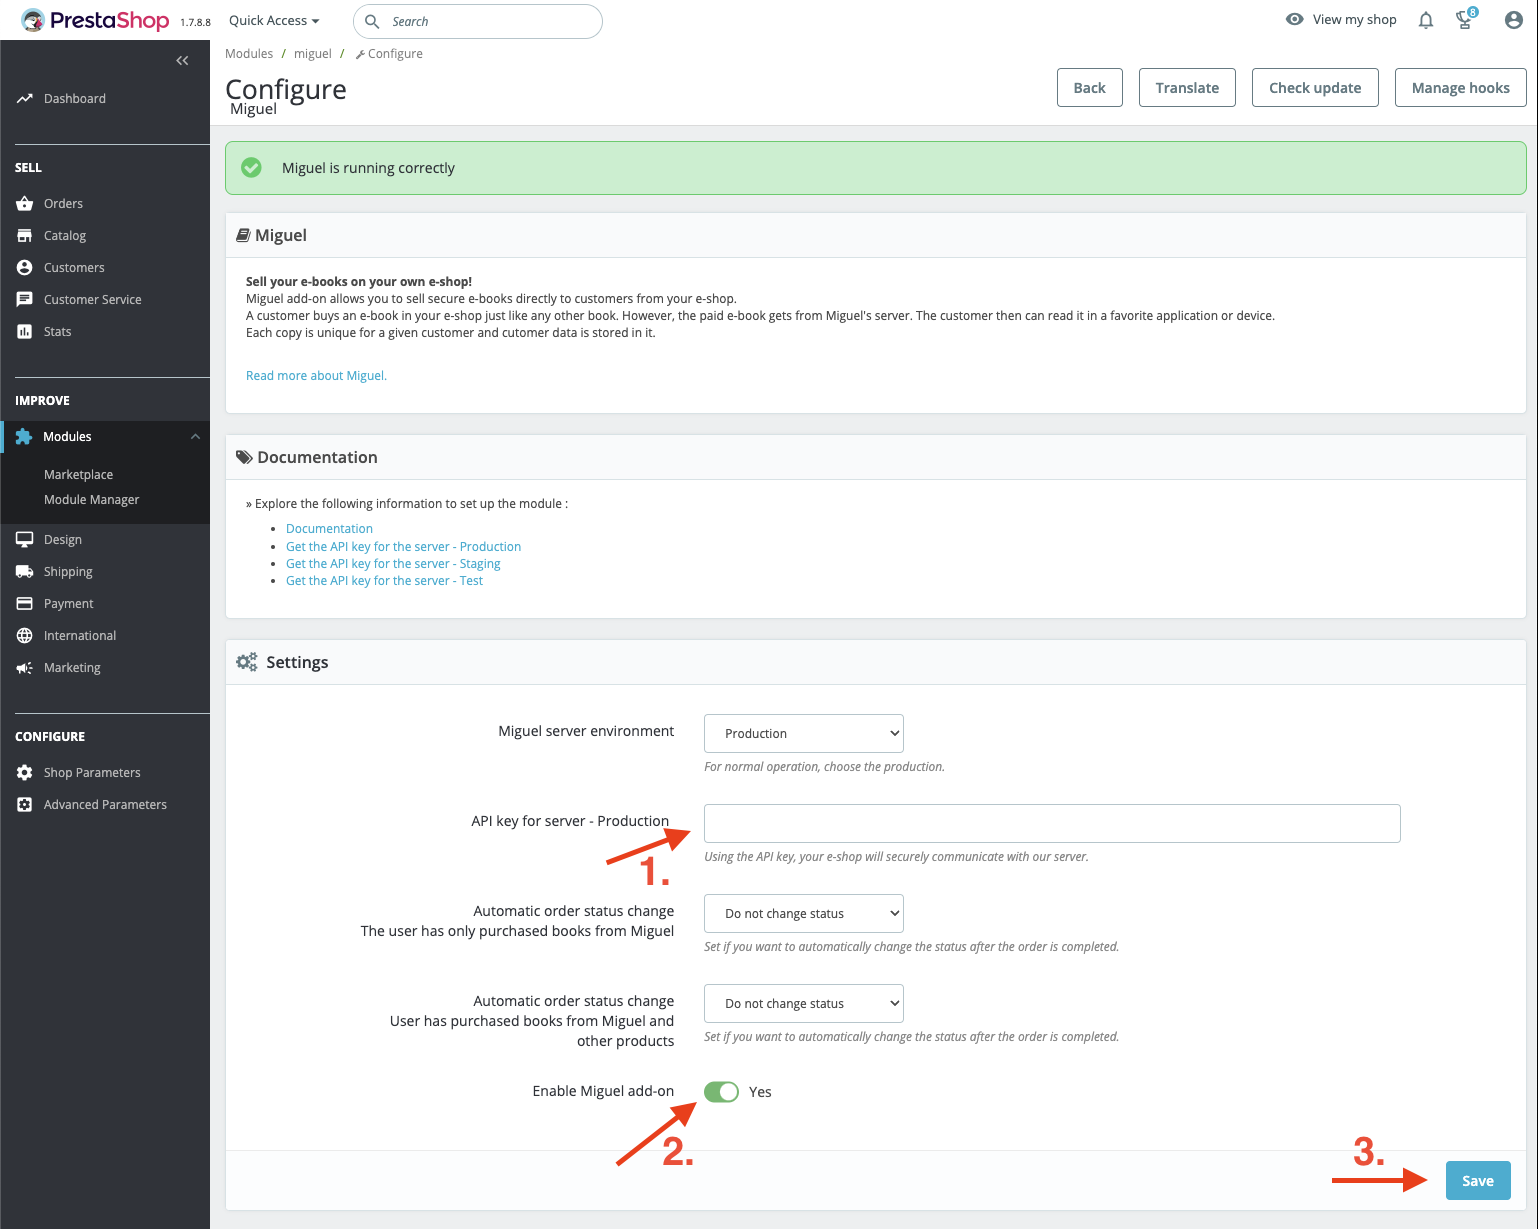 PrestaShop 1.7.8.8 Quick Access Search View my shop 8
Dashboard
SELL
Orders
Catalog
Customers
Customer Service
Stats
IMPROVE
Modules
Marketplace
Module Manager
Design
Shipping
Payment
International
Marketing
CONFIGURE
Shop Parameters
Advanced Parameters
Modules / miguel / Configure
Configure
Miguel
Back Translate Check update Manage hooks
Miguel is running correctly
Miguel
Sell your e-books on your own e-shop!
Miguel add-on allows you to sell secure e-books directly to customers from your e-shop.
A customer buys an e-book in your e-shop just like any other book. However, the paid e-book gets from Miguel's server. The customer then can read it in a favorite application or device.
Each copy is unique for a given customer and cutomer data is stored in it.
Read more about Miguel.
Documentation
» Explore the following information to set up the module :
• Documentation
• Get the API key for the server - Production
• Get the API key for the server - Staging
• Get the API key for the server - Test
Settings
Miguel server environment Production
For normal operation, choose the production.
API key for server - Production
Using the API key, your e-shop will securely communicate with our server.
1.
Automatic order status change
The user has only purchased books from Miguel
Do not change status
Set if you want to automatically change the status after the order is completed.
Automatic order status change
User has purchased books from Miguel and
other products
Do not change status
Set if you want to automatically change the status after the order is completed.
Enable Miguel add-on Yes
2.
3.
Save